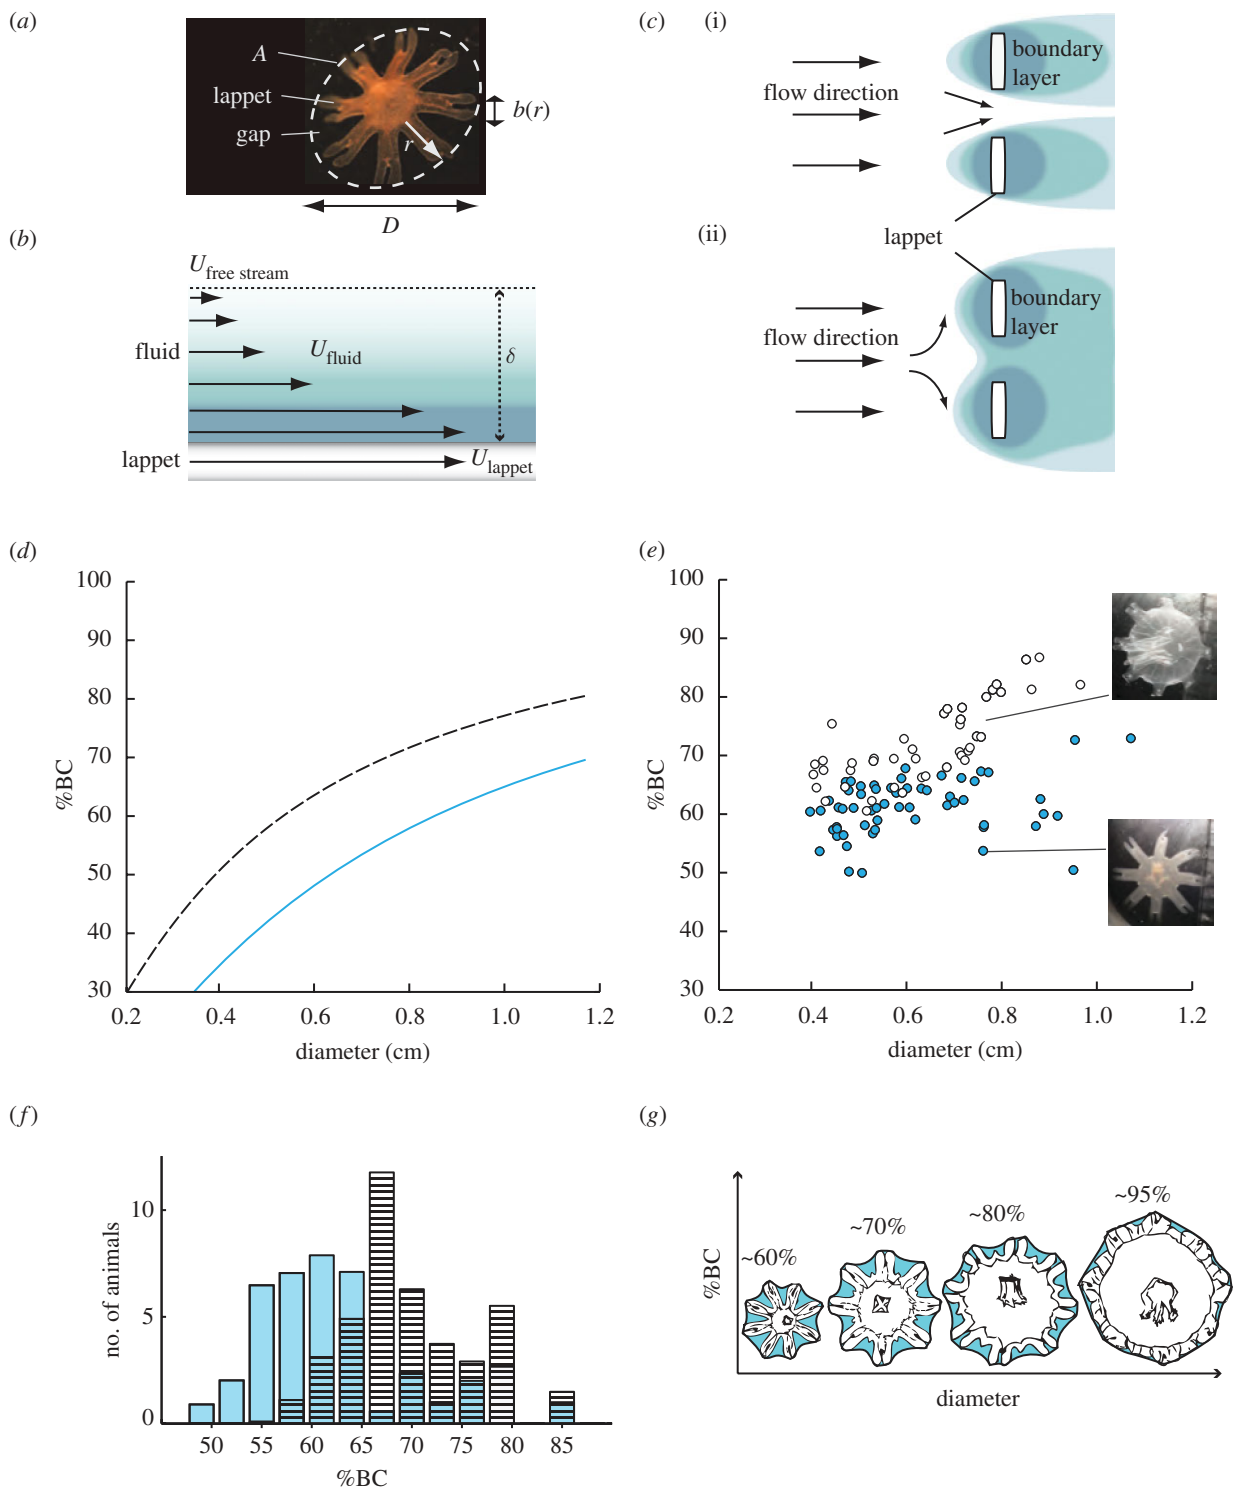 (a)
A
lappet
gap
r
b(r)
D
(b)
U free stream
fluid
U fluid
δ
lappet
U lappet
(c)
(i)
flow direction
boundary
layer
lappet
(ii)
flow direction
boundary
layer
(d)
%BC
100
90
80
70
60
50
40
30
0.2
0.4
0.6
0.8
1.0
1.2
diameter (cm)
(e)
%BC
100
90
80
70
60
50
40
30
0.2
0.4
0.6
0.8
1.0
1.2
diameter (cm)
(f)
no. of animals
10
5
0
50
55
60
65
70
75
80
85
%BC
(g)
%BC
~60%
~70%
~80%
~95%
diameter